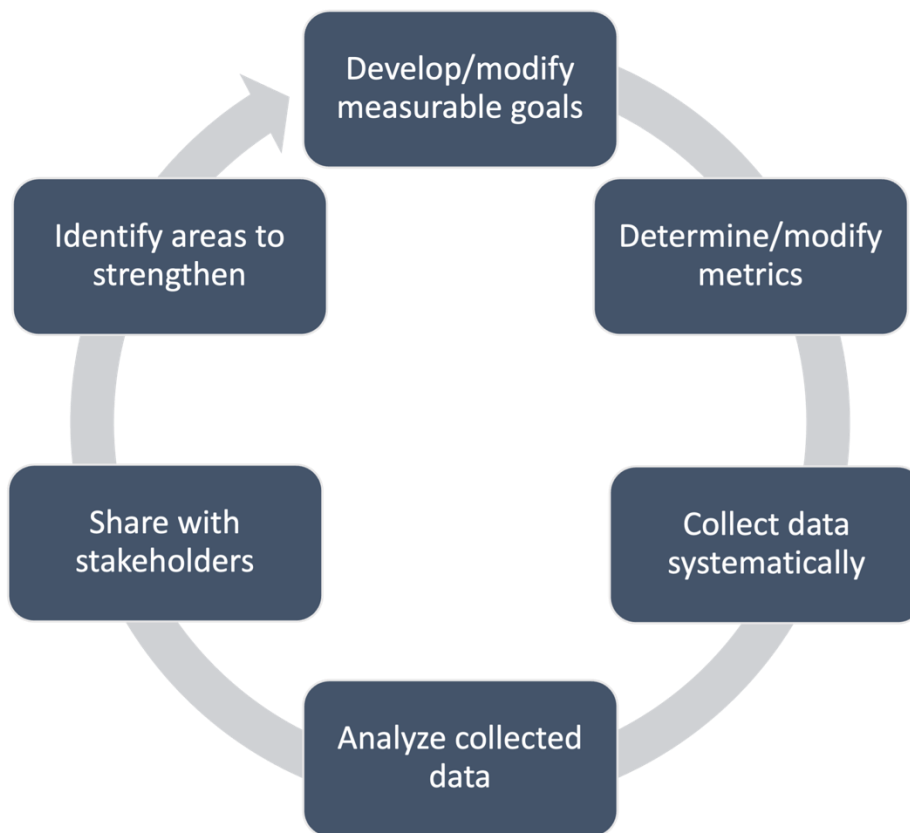 Develop/modify
measurable goals
Determine/modify
metrics
Collect data
systematically
Analyze collected
data
Share with
stakeholders
Identify areas to
strengthen